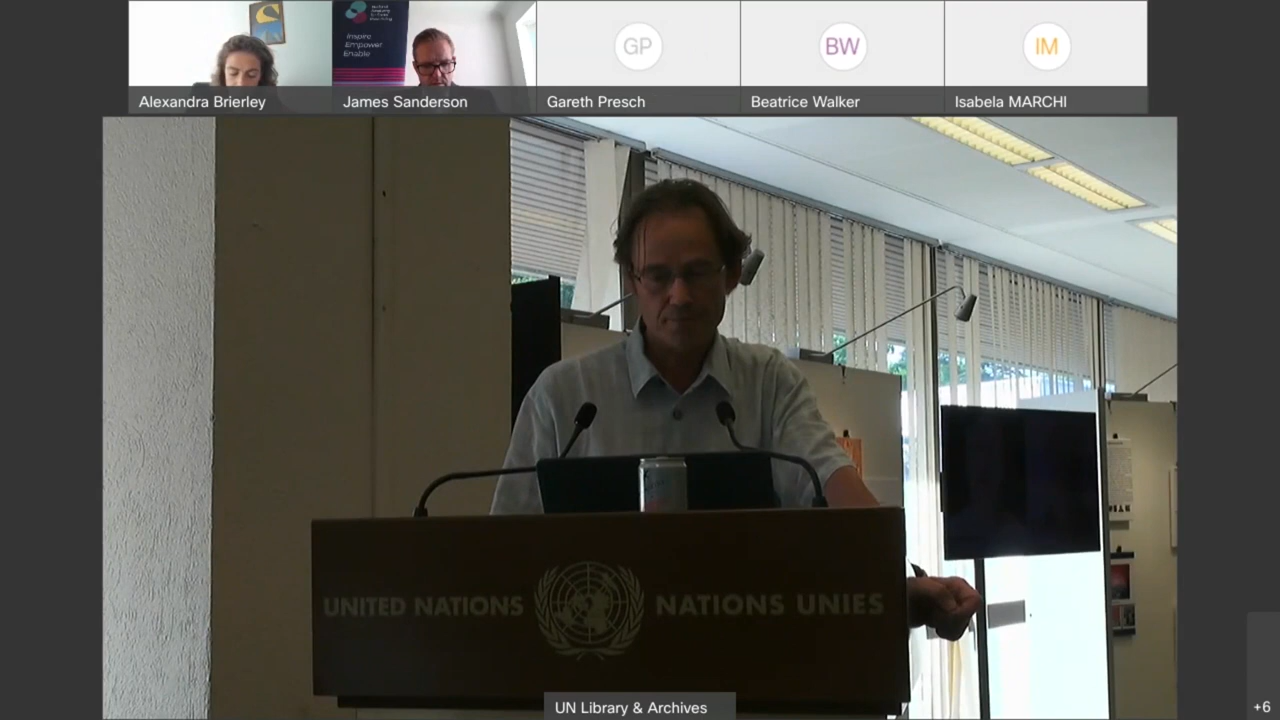 Inspire
Empower
Enable
GP
BW
IM
Alexandra Brierley
James Sanderson
Gareth Presch
Beatrice Walker
Isabela MARCHI
UNITED NATIONS
NATIONS UNIES
UN Library & Archives
+6